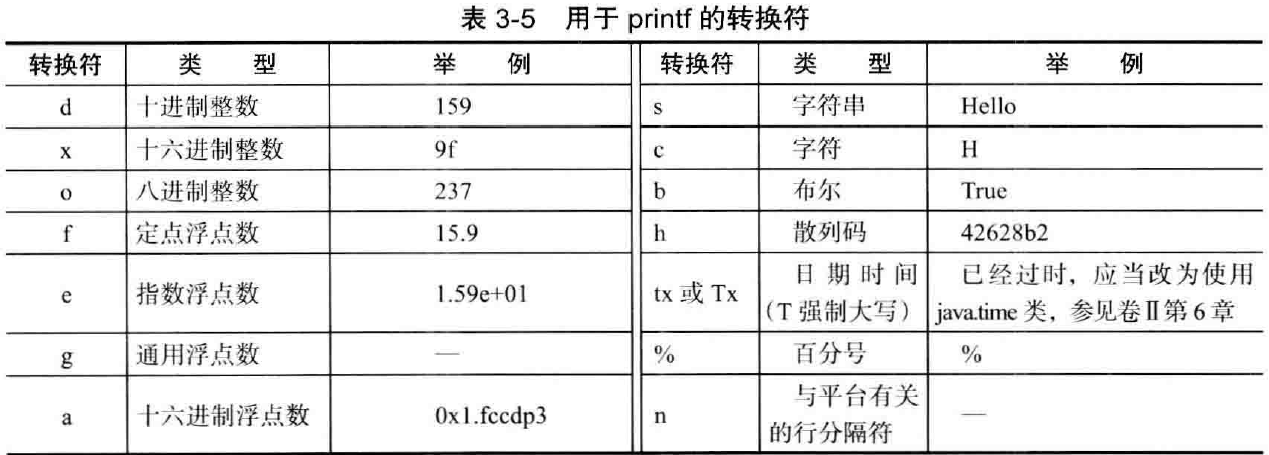 表 3-5 用于 printf 的转换符
转换符 类 型 举 例 转换符 类 型 举 例
d 十进制整数 159 s 字符串 Hello
x 十六进制整数 9f c 字符 H
o 八进制整数 237 b 布尔 True
f 定点浮点数 15.9 h 散列码 42628b2
e 指数浮点数 1.59e+01 tx 或 Tx 日期时间 已经过时，应当改为使用
(T 强制大写) java.time 类，参见卷Ⅱ第 6 章
g 通用浮点数 — % 百分号 %
a 十六进制浮点数 0x1.fccdp3 n 与平台有关 —
的行分隔符